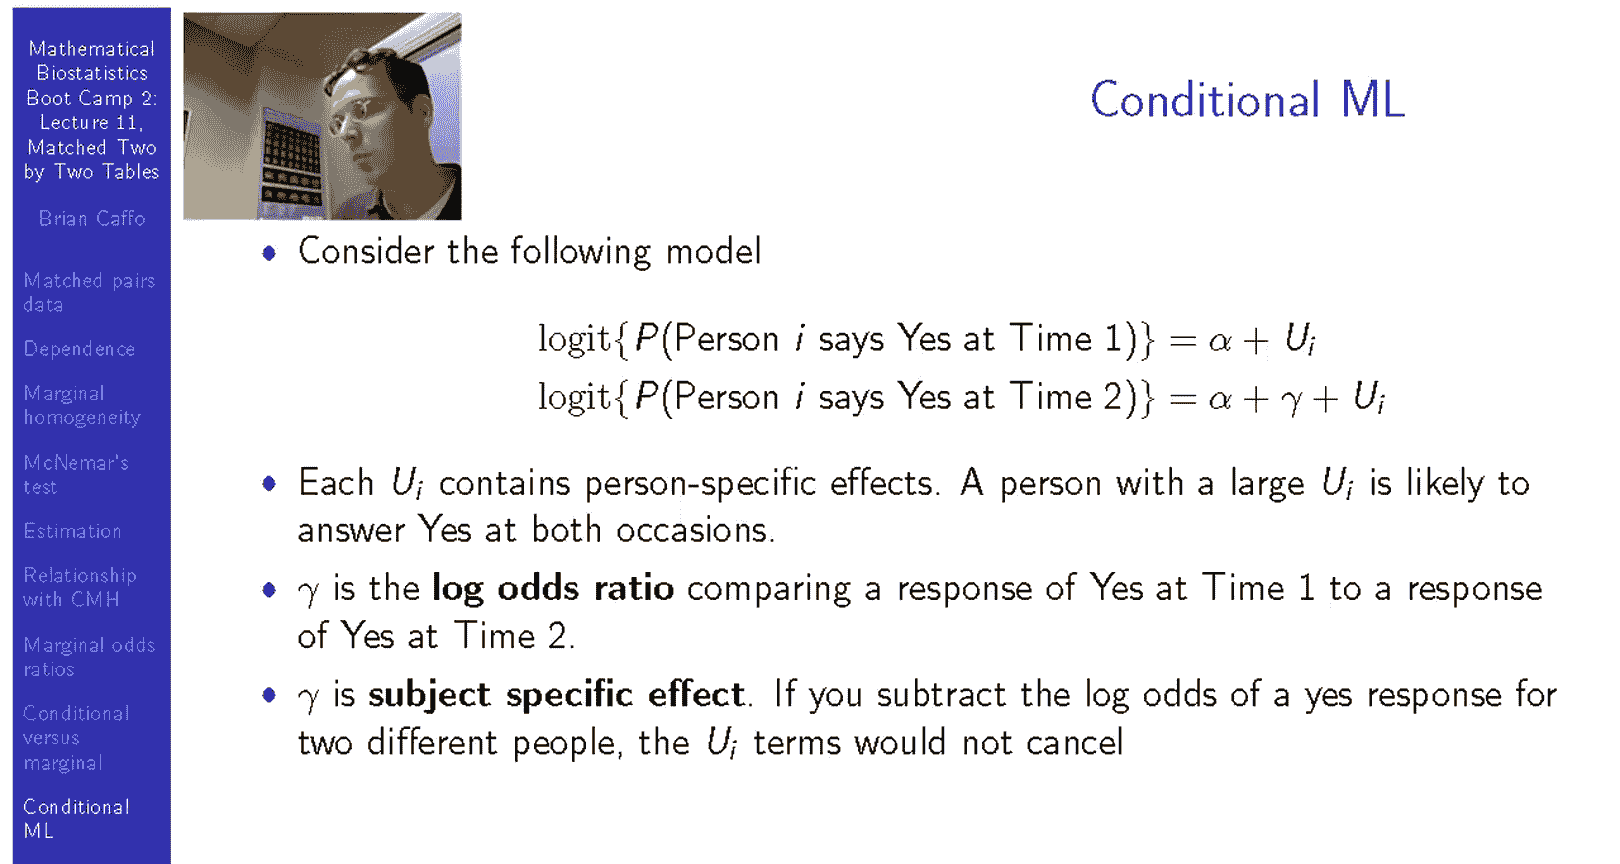 Mathematical
Biostatistics
Boot Camp 2:
Lecture 11,
Matched Two
by Two Tables
Brian Caffo
Matched pairs
data
Dependence
Marginal
homogeneity
McNemar's
test
Estimation
Relationship
with CMH
Marginal odds
ratios
Conditional
versus
marginal
Conditional
ML
Conditional ML
• Consider the following model
logit{P(Person i says Yes at Time 1)} = α + Uᵢ
logit{P(Person i says Yes at Time 2)} = α + γ + Uᵢ
• Each Uᵢ contains person-specific effects. A person with a large Uᵢ is likely to
answer Yes at both occasions.
• γ is the log odds ratio comparing a response of Yes at Time 1 to a response
of Yes at Time 2.
• γ is subject specific effect. If you subtract the log odds of a yes response for
two different people, the Uᵢ terms would not cancel